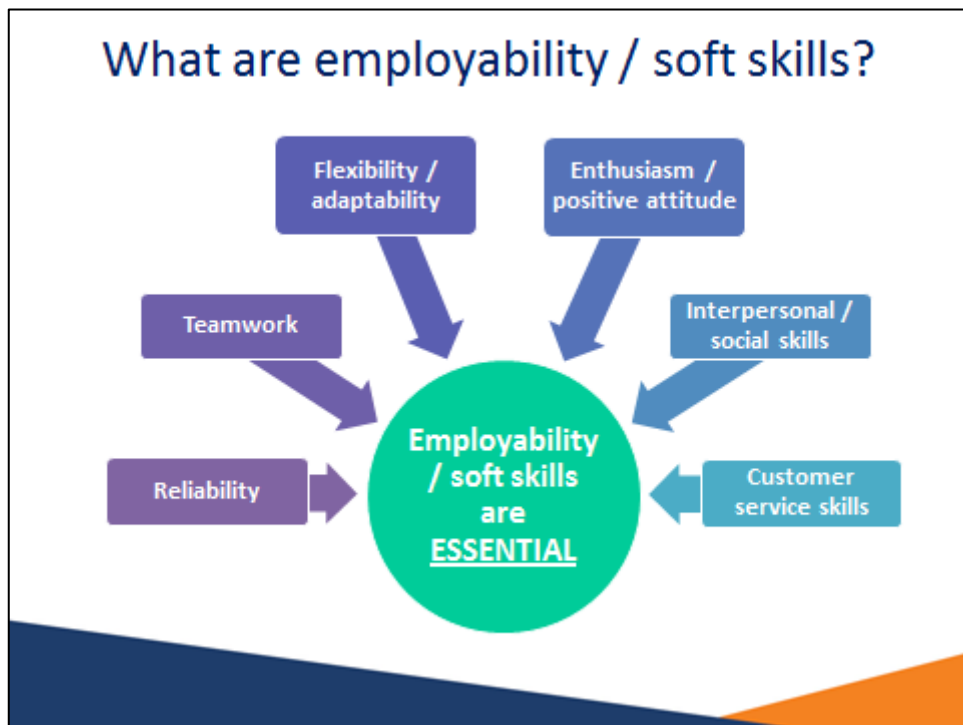 What are employability / soft skills?
Flexibility /
adaptability
Enthusiasm /
positive attitude
Teamwork
Interpersonal /
social skills
Reliability
Employability
/ soft skills
are
ESSENTIAL
Customer
service skills